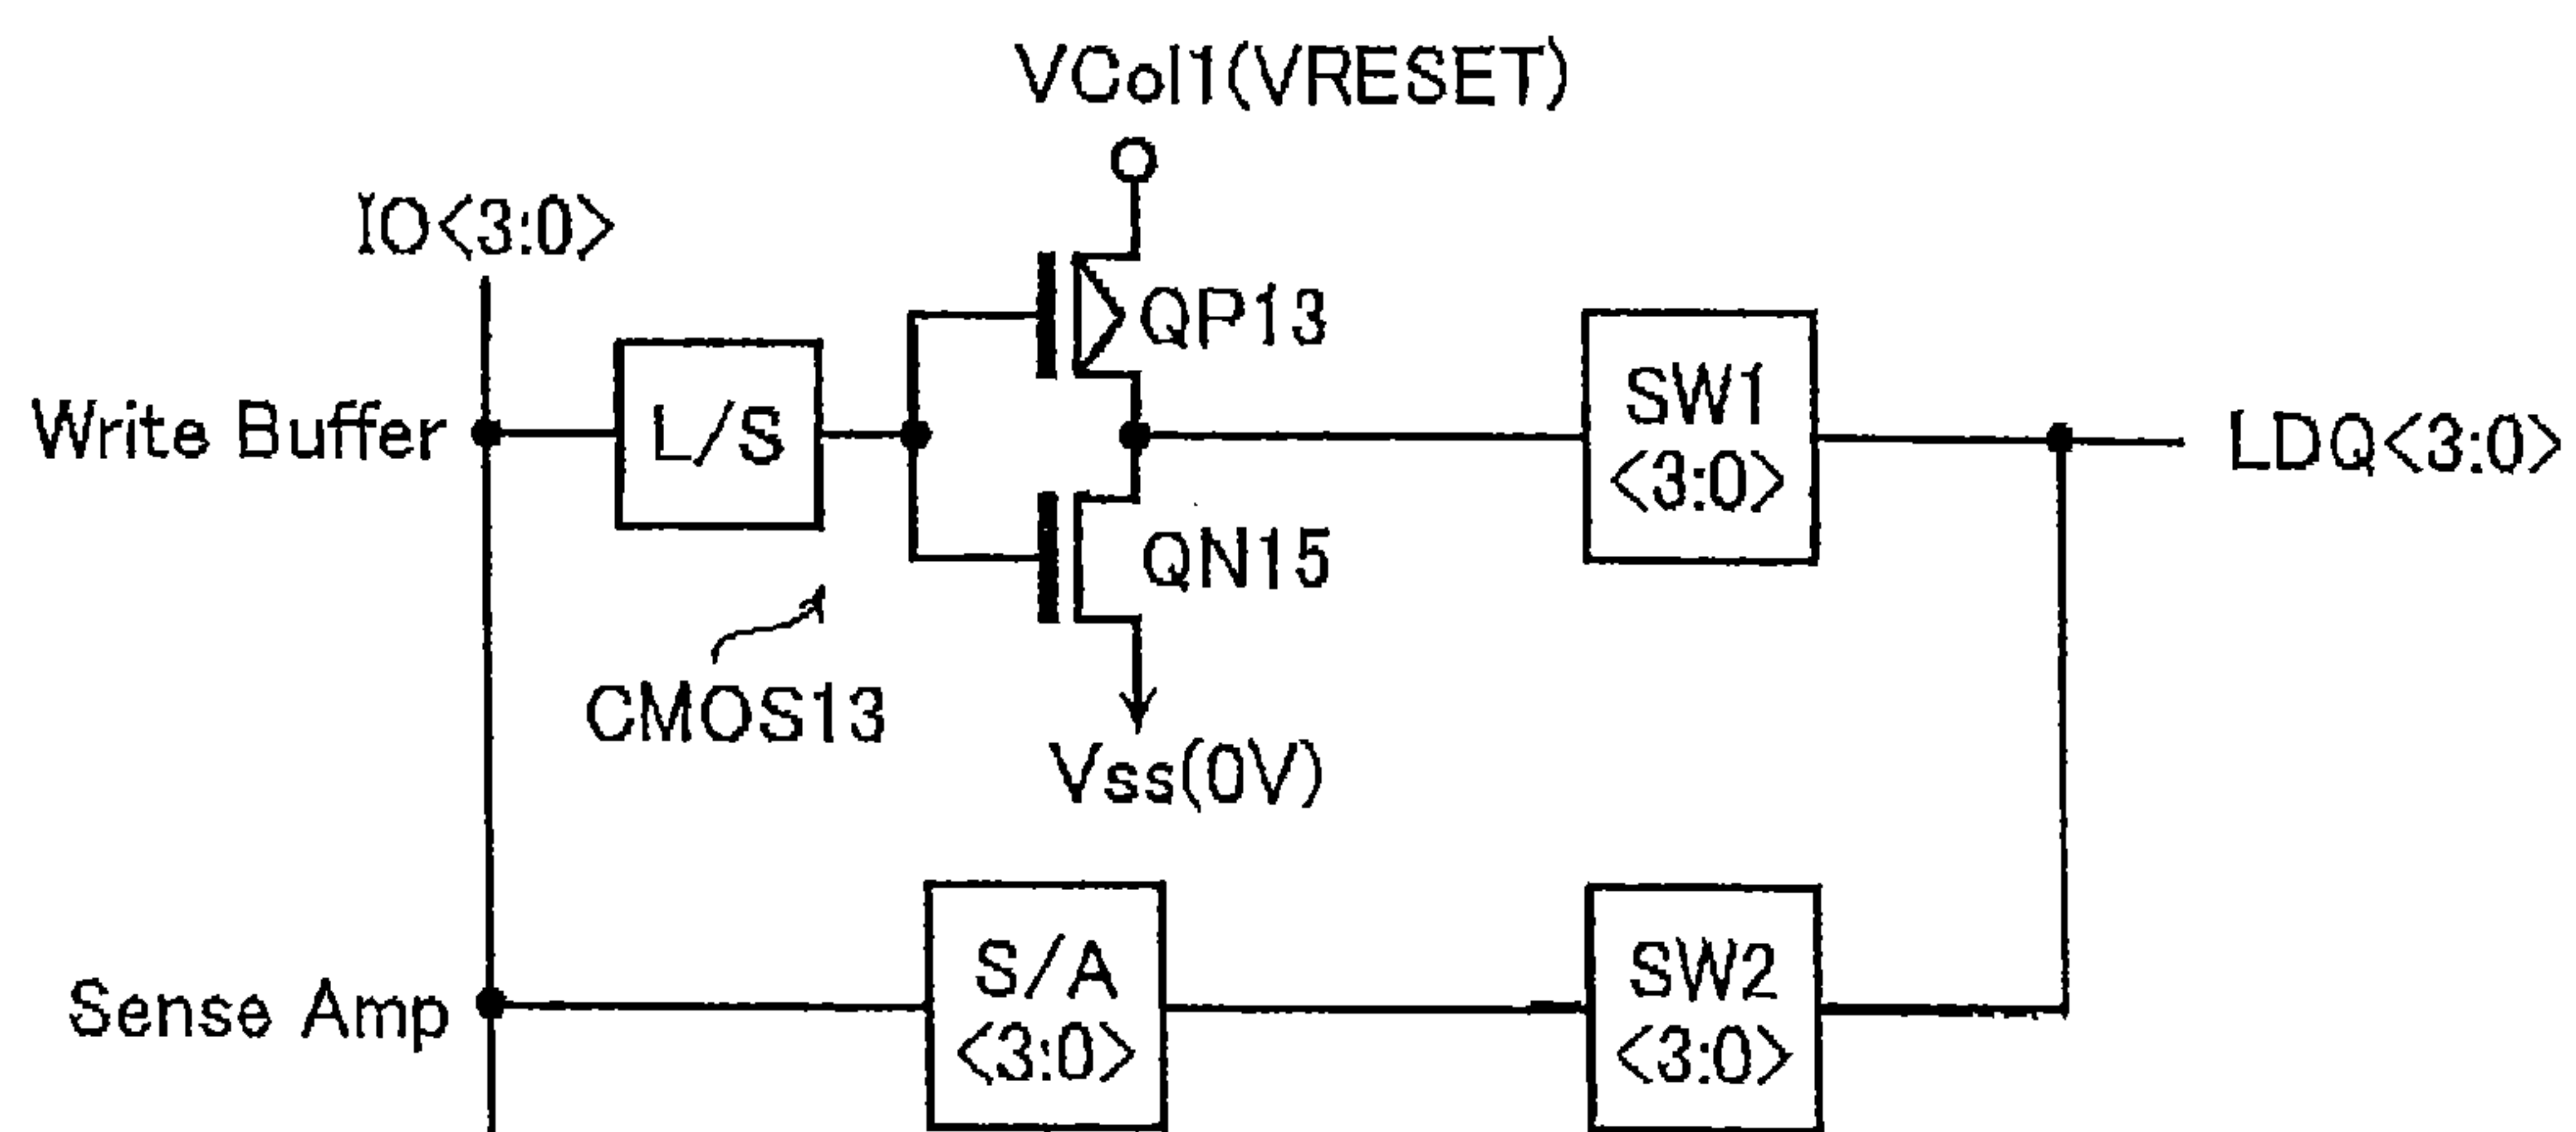 VCol1(VRESET)
IO<3:0>
QP13
Write Buffer
L/S
SW1
<3:0>
LDQ<3:0>
QN15
CMOS13
Vss(0V)
Sense Amp
S/A
<3:0>
SW2
<3:0>